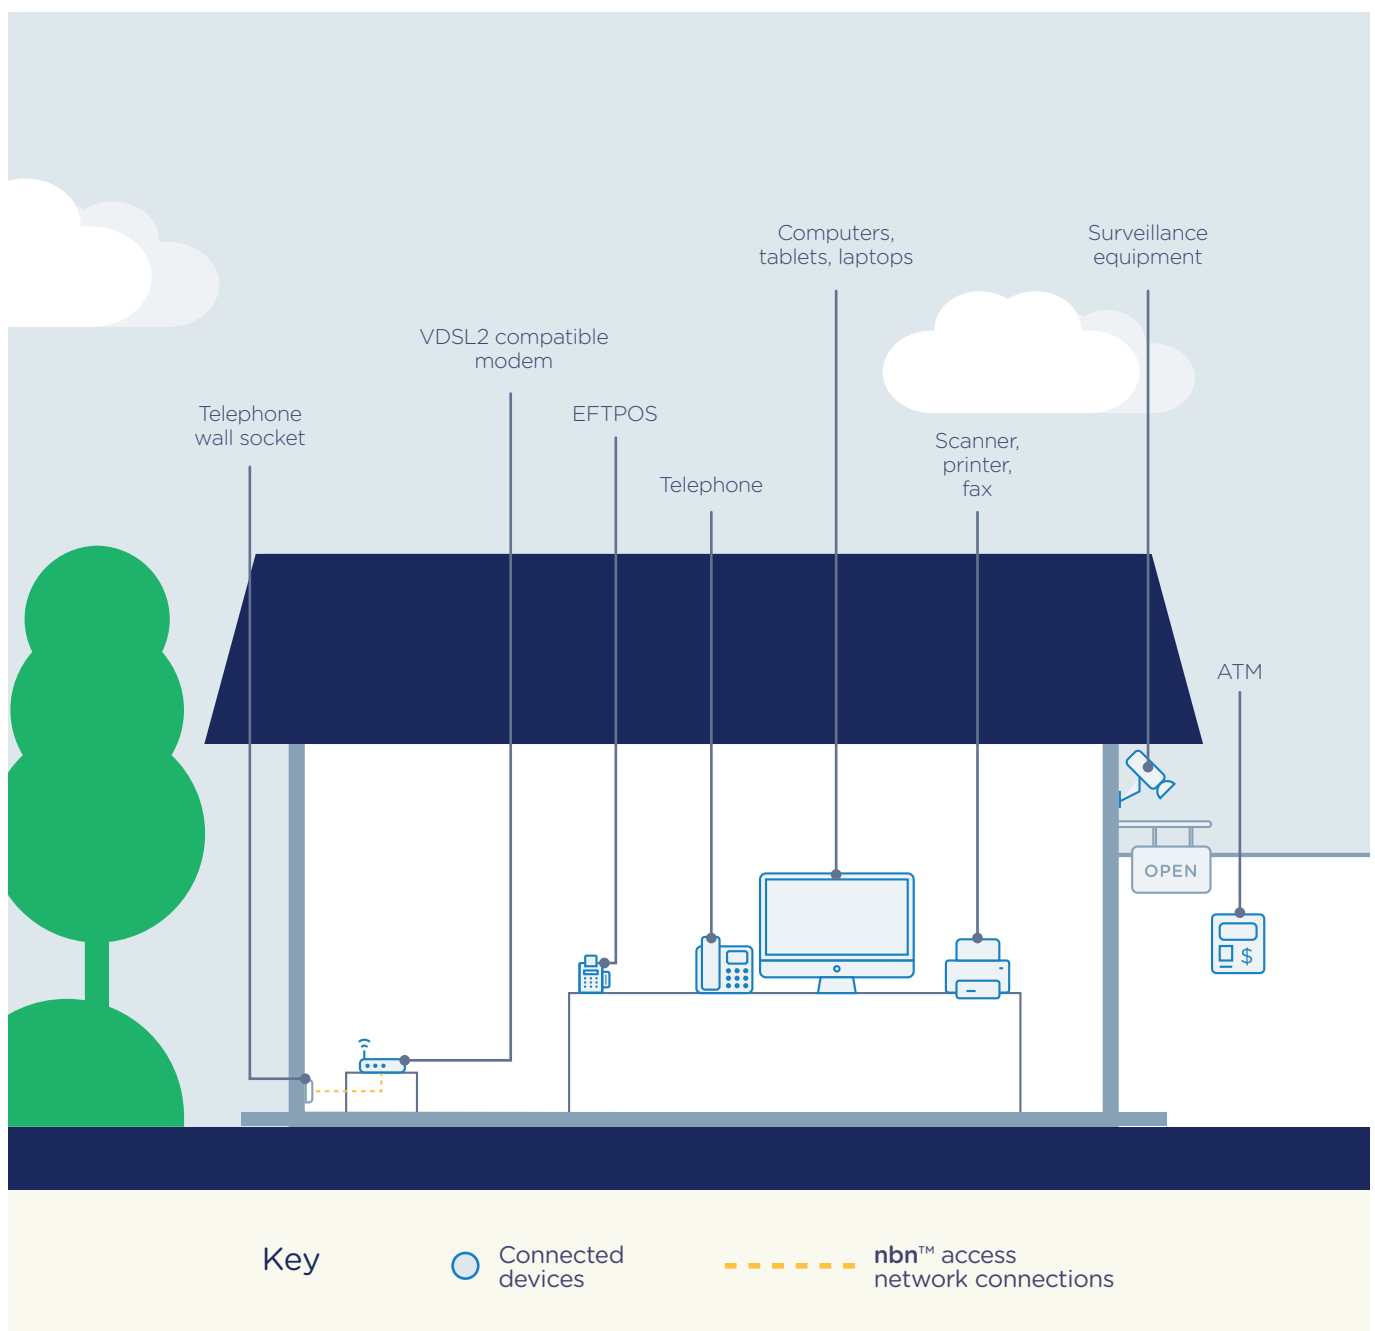 Computers,
tablets, laptops
Surveillance
equipment
VDSL2 compatible
modem
Telephone
wall socket
EFTPOS
Scanner,
printer,
fax
Telephone
ATM
OPEN
$
Key
Connected
devices
nbn™ access
network connections